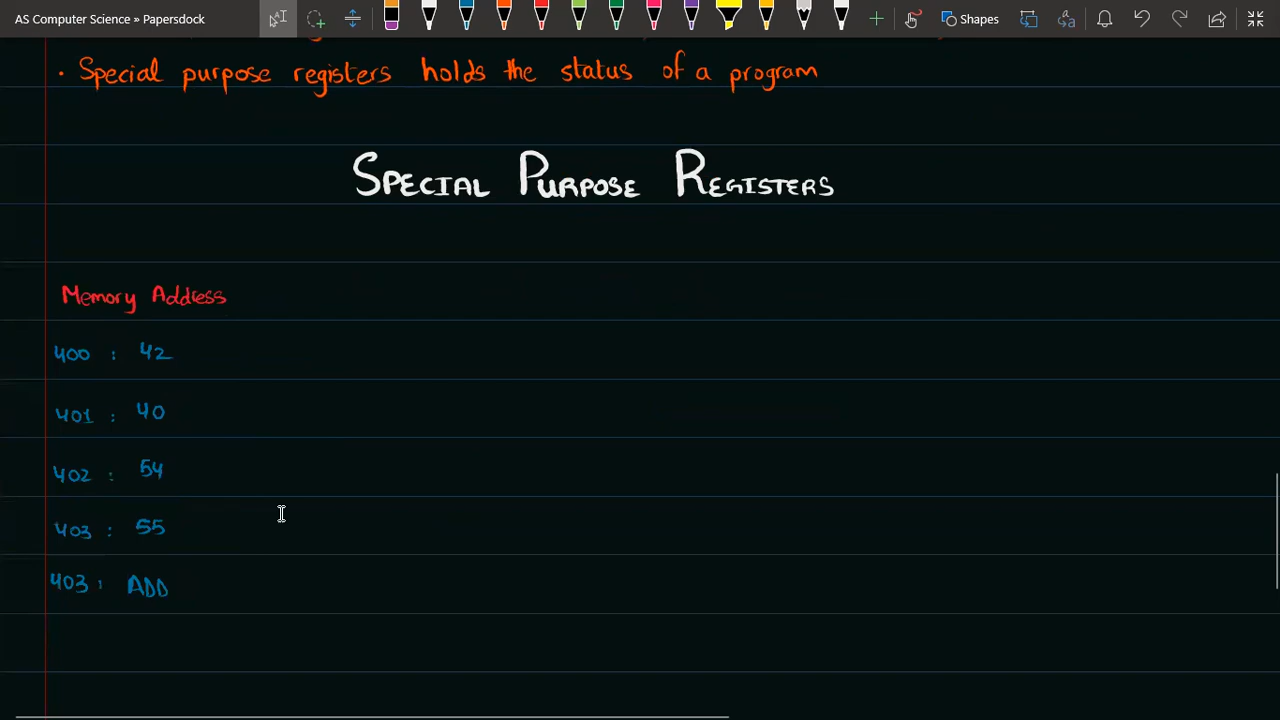 AS Computer Science » Papersdock
Shapes
· Special purpose registers holds the status of a program
SPECIAL PURPOSE REGISTERS
Memory Address
400 : 42
401 : 40
402 : 54
403 : 55
403 : ADD